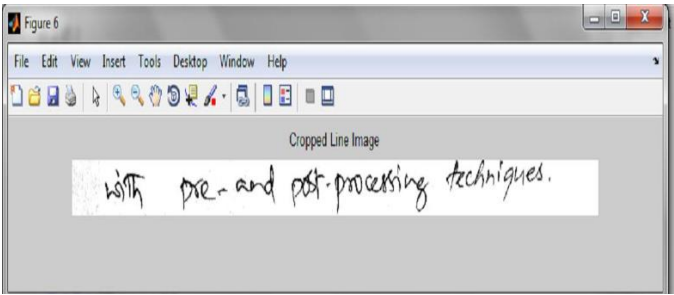 Figure 6
File Edit View Insert Tools Desktop Window Help
Cropped Line Image
with pre- and post-processing techniques.